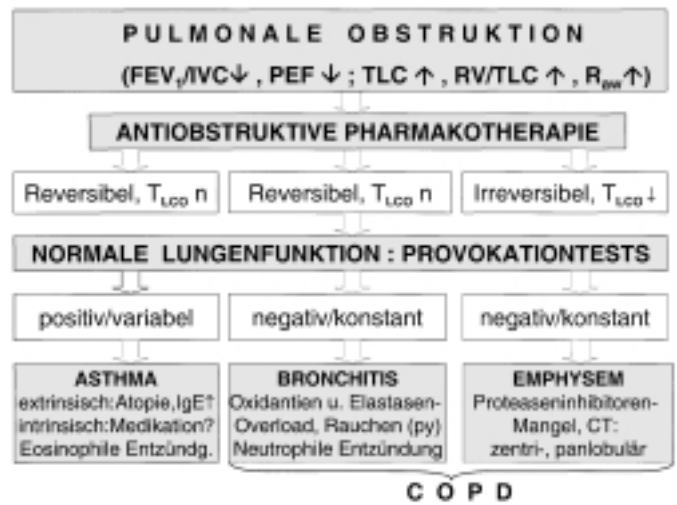 PULMONALE OBSTRUKTION
(FEV₁/IVC↓ , PEF ↓ ; TLC ↑ , RV/TLC ↑ , Raw↑)
ANTIOBSTRUKTIVE PHARMAKOTHERAPIE
Reversibel, TLCO n
Reversibel, TLCO n
Irreversibel, TLCO ↓
NORMALE LUNGENFUNKTION : PROVOKATIONTESTS
positiv/variabel
negativ/konstant
negativ/konstant
ASTHMA
extrinsisch:Atopie,IgE↑
intrinsisch:Medikation?
Eosinophile Entzündg.
BRONCHITIS
Oxidantien u. Elastasen-
Overload, Rauchen (py)
Neutrophile Entzündung
EMPHYSEM
Proteaseninhibitoren-
Mangel, CT:
zentri-, panlobulär
COPD